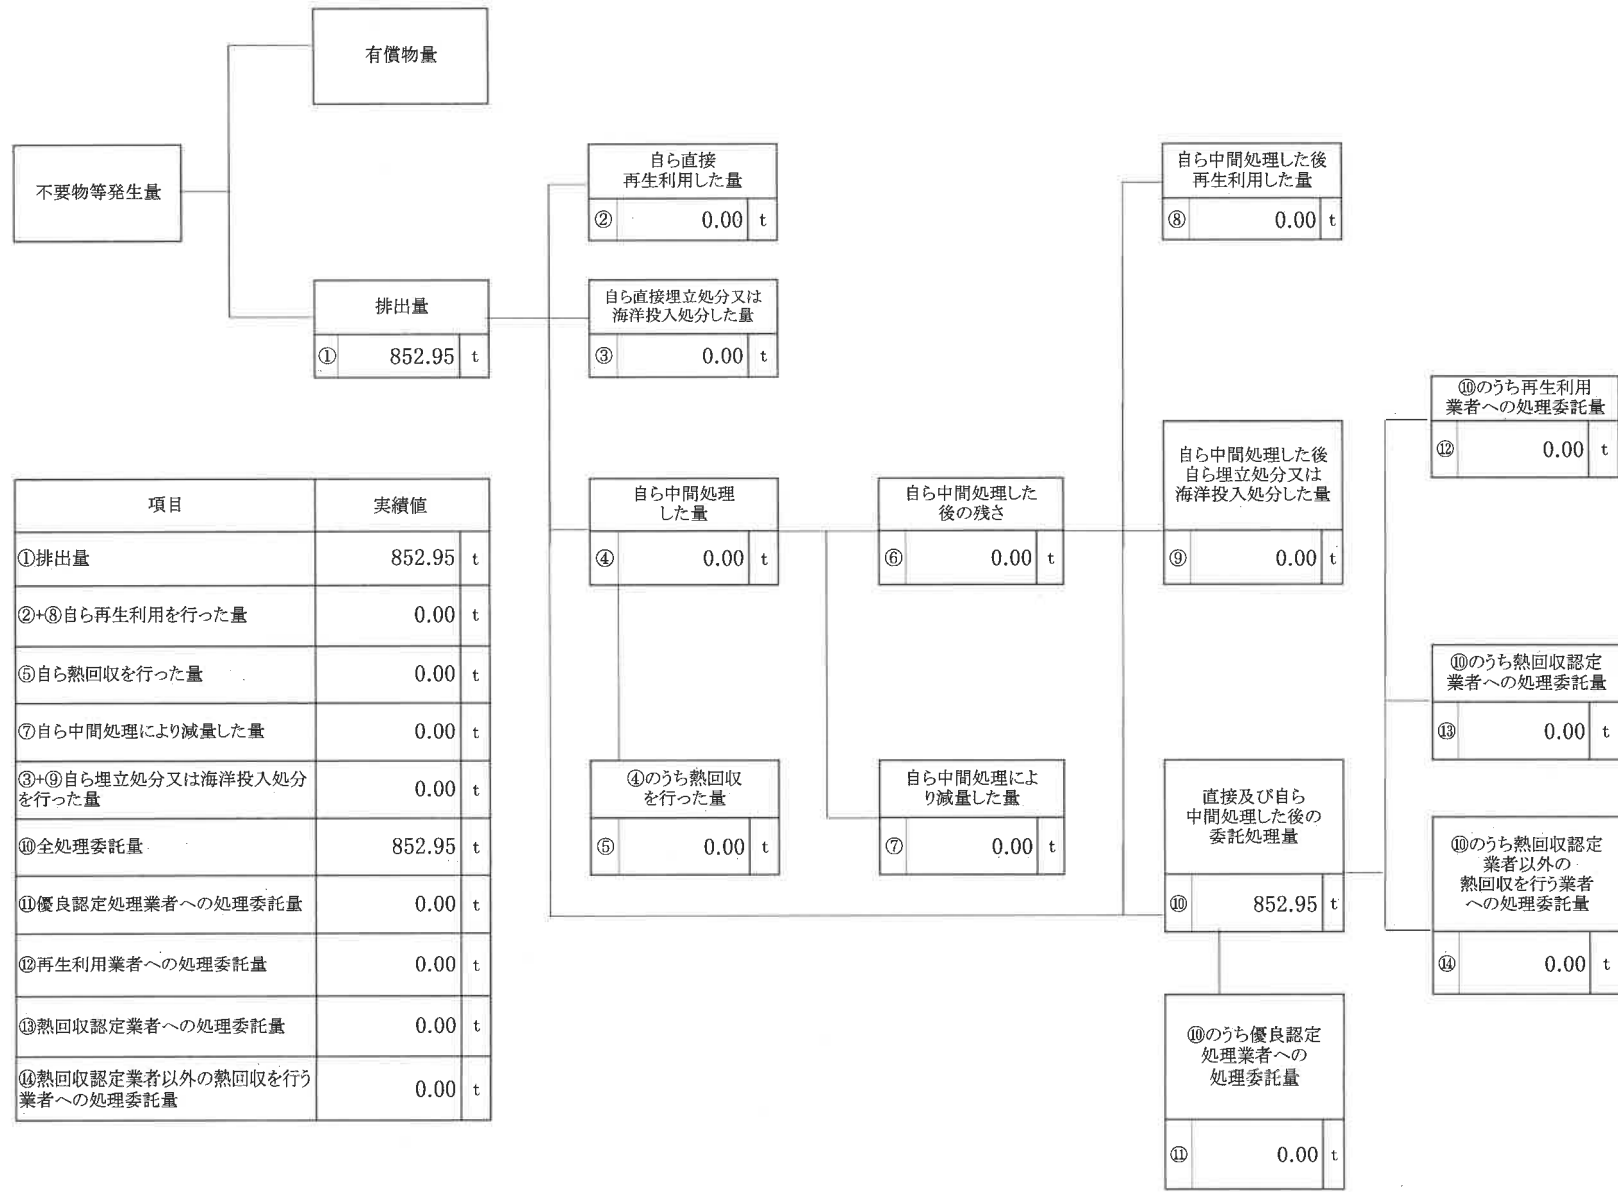 有償物量
不要物等発生量
排出量
① 852.95 t
自ら直接
再生利用した量
② 0.00 t
自ら直接埋立処分又は
海洋投入処分した量
③ 0.00 t
自ら中間処理
した量
④ 0.00 t
④のうち熱回収
を行った量
⑤ 0.00 t
自ら中間処理した
後の残さ
⑥ 0.00 t
自ら中間処理によ
り減量した量
⑦ 0.00 t
自ら中間処理した後
再生利用した量
⑧ 0.00 t
自ら中間処理した後
自ら埋立処分又は
海洋投入処分した量
⑨ 0.00 t
直接及び自ら
中間処理した後の
委託処理量
⑩ 852.95 t
⑩のうち優良認定
処理業者への
処理委託量
⑪ 0.00 t
⑩のうち再生利用
業者への処理委託量
⑫ 0.00 t
⑩のうち熱回収認定
業者への処理委託量
⑬ 0.00 t
⑩のうち熱回収認定
業者以外の
熱回収を行う業者
への処理委託量
⑭ 0.00 t
項目 実績値
①排出量 852.95 t
②+⑧自ら再生利用を行った量 0.00 t
⑤自ら熱回収を行った量 0.00 t
⑦自ら中間処理により減量した量 0.00 t
③+⑨自ら埋立処分又は海洋投入処分
を行った量 0.00 t
⑩全処理委託量 852.95 t
⑪優良認定処理業者への処理委託量 0.00 t
⑫再生利用業者への処理委託量 0.00 t
⑬熱回収認定業者への処理委託量 0.00 t
⑭熱回収認定業者以外の熱回収を行う
業者への処理委託量 0.00 t